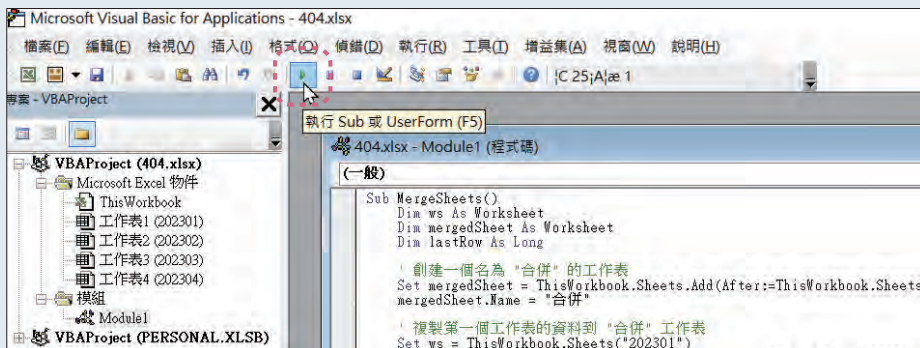 Microsoft Visual Basic for Applications - 404.xlsx
檔案(F) 編輯(E) 檢視(V) 插入(I) 格式(O) 偵錯(D) 執行(R) 工具(T) 增益集(A) 視窗(W) 說明(H)
¦C 25¡A¦æ 1
專案 - VBAProject
執行 Sub 或 UserForm (F5)
404.xlsx - Module1 (程式碼)
(一般)
VBAProject (404.xlsx)
Microsoft Excel 物件
ThisWorkbook
工作表1 (202301)
工作表2 (202302)
工作表3 (202303)
工作表4 (202304)
模組
Module1
VBAProject (PERSONAL.XLSB)
Sub MergeSheets()
Dim ws As Worksheet
Dim mergedSheet As Worksheet
Dim lastRow As Long
' 創建一個名為 "合併" 的工作表
Set mergedSheet = ThisWorkbook.Sheets.Add(After:=ThisWorkbook.Sheets
mergedSheet.Name = "合併"
' 複製第一個工作表的資料到 "合併" 工作表
Set ws = ThisWorkbook.Sheets("202301")